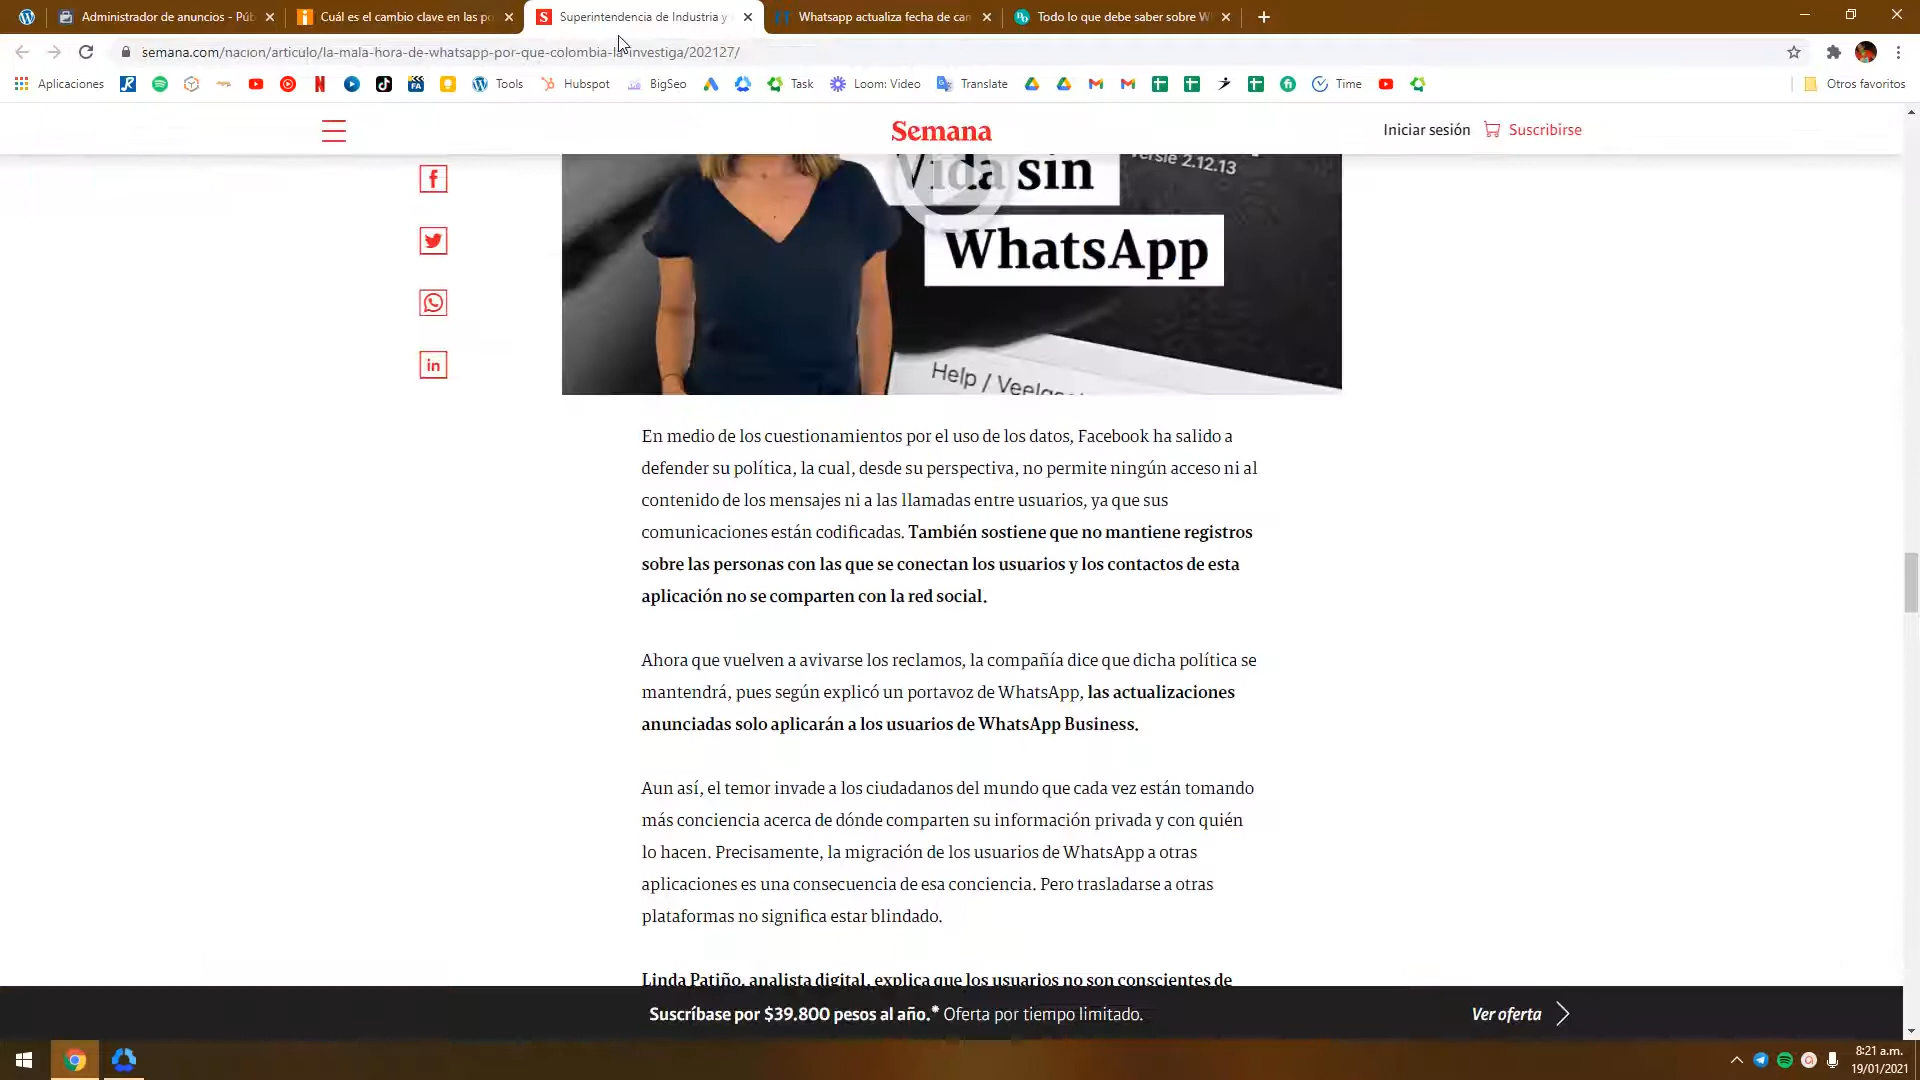 Administrador de anuncios - Púb
Cuál es el cambio clave en las po
Superintendencia de Industria y
Whatsapp actualiza fecha de can
Todo lo que debe saber sobre W
semana.com/nacion/articulo/la-mala-hora-de-whatsapp-por-que-colombia-la-investiga/202127/
Aplicaciones
Tools
Hubspot
BigSeo
Task
Loom: Video
Translate
Time
Otros favoritos
Semana
Iniciar sesión
Suscribirse
Versie 2.12.13
Vida sin
WhatsApp
Help /
En medio de los cuestionamientos por el uso de los datos, Facebook ha salido a
defender su política, la cual, desde su perspectiva, no permite ningún acceso ni al
contenido de los mensajes ni a las llamadas entre usuarios, ya que sus
comunicaciones están codificadas. También sostiene que no mantiene registros
sobre las personas con las que se conectan los usuarios y los contactos de esta
aplicación no se comparten con la red social.
Ahora que vuelven a avivarse los reclamos, la compañía dice que dicha política se
mantendrá, pues según explicó un portavoz de WhatsApp, las actualizaciones
anunciadas solo aplicarán a los usuarios de WhatsApp Business.
Aun así, el temor invade a los ciudadanos del mundo que cada vez están tomando
más conciencia acerca de dónde comparten su información privada y con quién
lo hacen. Precisamente, la migración de los usuarios de WhatsApp a otras
aplicaciones es una consecuencia de esa conciencia. Pero trasladarse a otras
plataformas no significa estar blindado.
Linda Patiño, analista digital, explica que los usuarios no son conscientes de
Suscríbase por $39.800 pesos al año.* Oferta por tiempo limitado.
Ver oferta
8:21 a.m.
19/01/2021